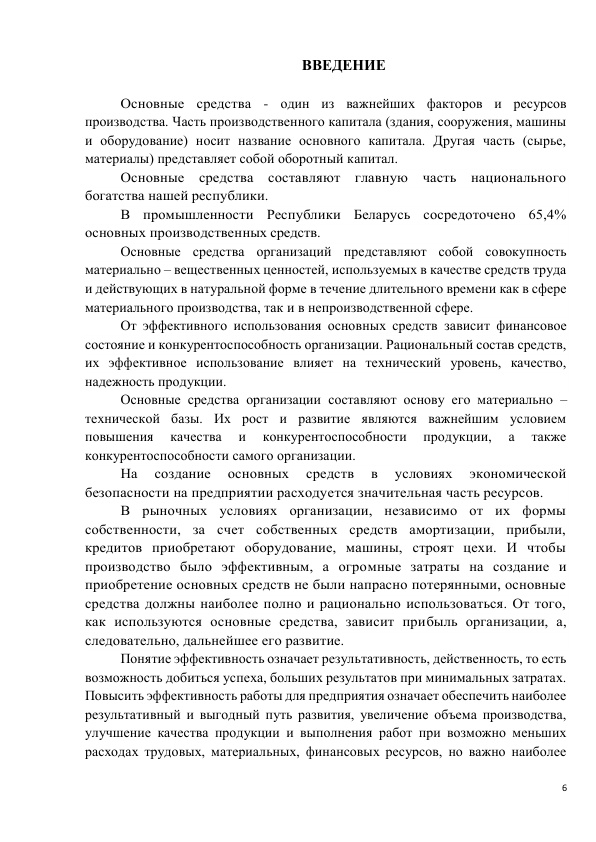 ВВЕДЕНИЕ
Основные средства - один из важнейших факторов и ресурсов
производства. Часть производственного капитала (здания, сооружения, машины
и оборудование) носит название основного капитала. Другая часть (сырье,
материалы) представляет собой оборотный капитал.
Основные средства составляют главную часть национального
богатства нашей республики.
В промышленности Республики Беларусь сосредоточено 65,4%
основных производственных средств.
Основные средства организаций представляют собой совокупность
материально – вещественных ценностей, используемых в качестве средств труда
и действующих в натуральной форме в течение длительного времени как в сфере
материального производства, так и в непроизводственной сфере.
От эффективного использования основных средств зависит финансовое
состояние и конкурентоспособность организации. Рациональный состав средств,
их эффективное использование влияет на технический уровень, качество,
надежность продукции.
Основные средства организации составляют основу его материально –
технической базы. Их рост и развитие являются важнейшим условием
повышения качества и конкурентоспособности продукции, а также
конкурентоспособности самого организации.
На создание основных средств в условиях экономической
безопасности на предприятии расходуется значительная часть ресурсов.
В рыночных условиях организации, независимо от их формы
собственности, за счет собственных средств амортизации, прибыли,
кредитов приобретают оборудование, машины, строят цехи. И чтобы
производство было эффективным, а огромные затраты на создание и
приобретение основных средств не были напрасно потерянными, основные
средства должны наиболее полно и рационально использоваться. От того,
как используются основные средства, зависит прибыль организации, а,
следовательно, дальнейшее его развитие.
Понятие эффективность означает результативность, действенность, то есть
возможность добиться успеха, больших результатов при минимальных затратах.
Повысить эффективность работы для предприятия означает обеспечить наиболее
результативный и выгодный путь развития, увеличение объема производства,
улучшение качества продукции и выполнения работ при возможно меньших
расходах трудовых, материальных, финансовых ресурсов, но важно наиболее
6